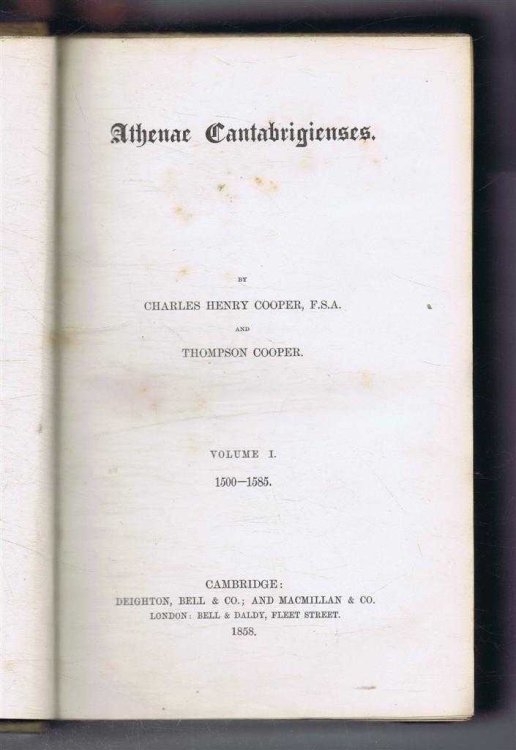 Athenae Cantabrigienses.
BY
CHARLES HENRY COOPER, F.S.A.
AND
THOMPSON COOPER.
VOLUME I.
1500—1585.
CAMBRIDGE:
DEIGHTON, BELL & CO.; AND MACMILLAN & CO.
LONDON: BELL & DALDY, FLEET STREET.
1858.